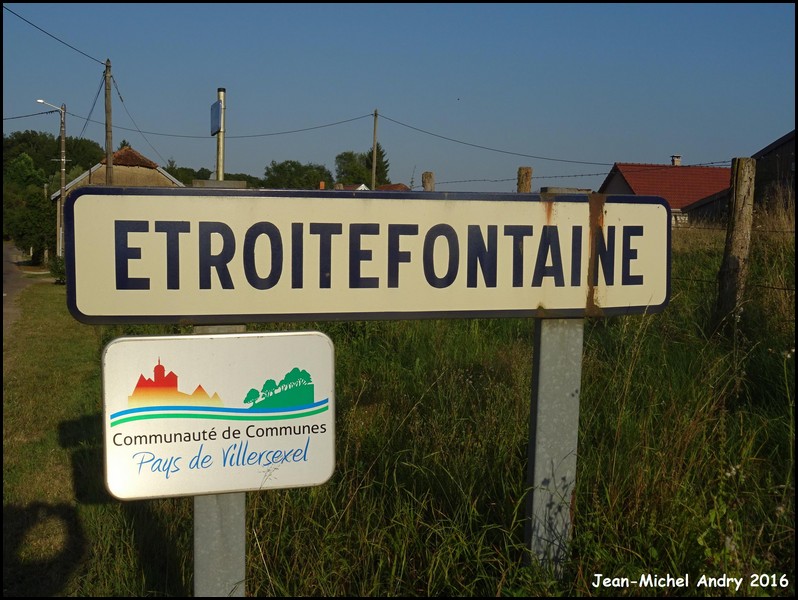 ETROITEFONTAINE
Communauté de Communes
Pays de Villersexel
Jean-Michel Andry 2016